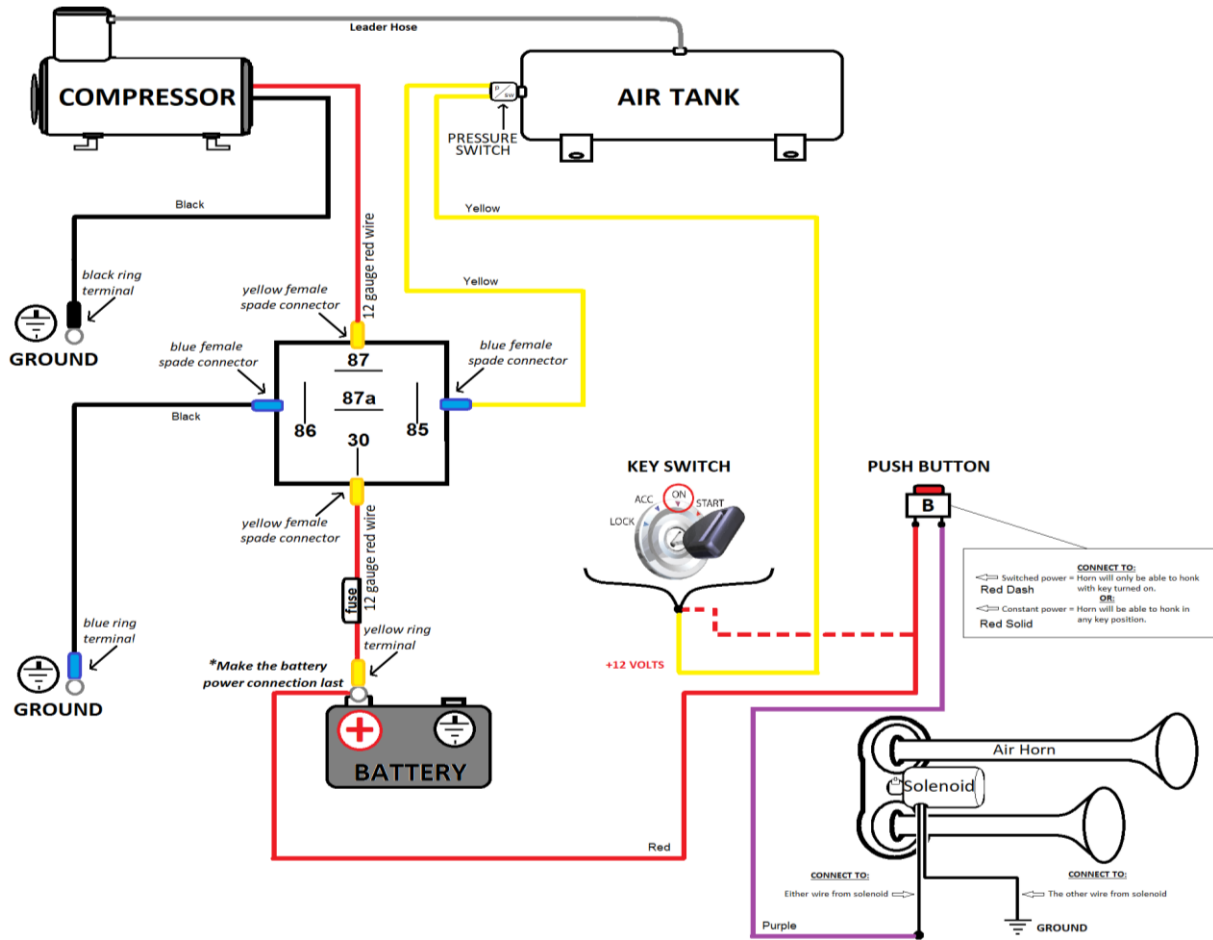 Leader Hose
COMPRESSOR
AIR TANK
P
SW
PRESSURE
SWITCH
Black
Yellow
12 gauge red wire
black ring
terminal
yellow female
spade connector
Yellow
GROUND
blue female
spade connector
blue female
spade connector
87
87a
86
85
30
Black
KEY SWITCH
LOCK
ACC
ON
START
PUSH BUTTON
B
yellow female
spade connector
12 gauge red wire
fuse
CONNECT TO:
Switched power = Horn will only be able to honk
with key turned on.
Red Dash
OR:
Constant power = Horn will be able to honk in
any key position.
Red Solid
blue ring
terminal
yellow ring
terminal
*Make the battery
power connection last
+12 VOLTS
GROUND
BATTERY
Air Horn
Solenoid
Red
CONNECT TO:
Either wire from solenoid
CONNECT TO:
The other wire from solenoid
Purple
GROUND